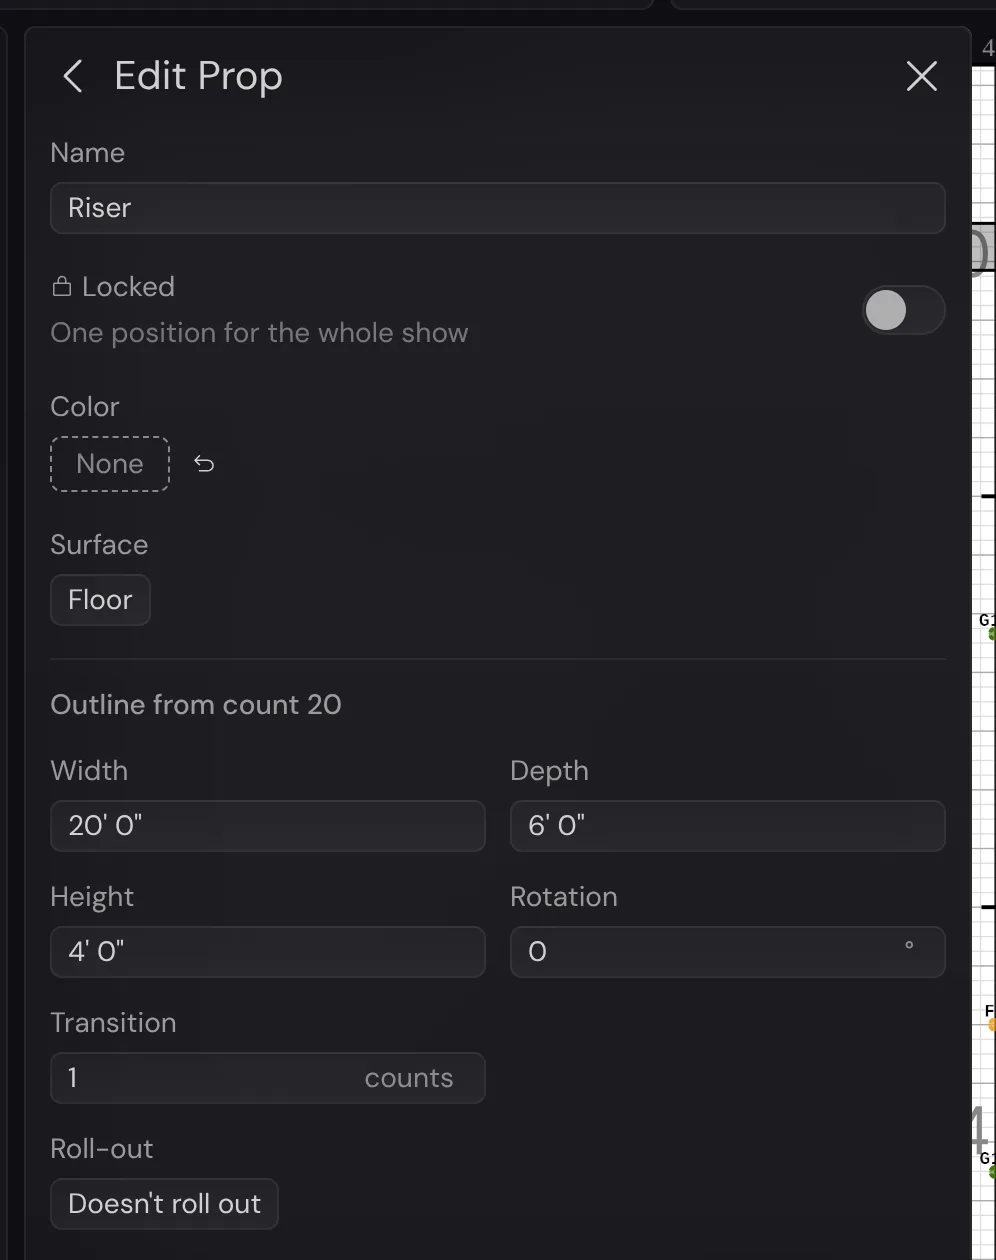 Edit Prop
Name
Riser
Locked
One position for the whole show
Color
None
Surface
Floor
Outline from count 20
Width
Depth
20' 0"
6' 0"
Height
Rotation
4' 0"
0 °
Transition
1 counts
Roll-out
Doesn't roll out
4